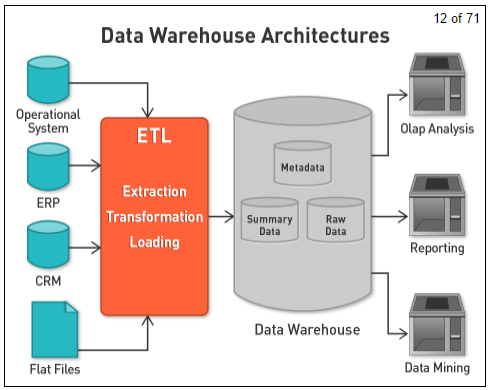 12 of 71
Data Warehouse Architectures
Operational
System
ERP
CRM
Flat Files
ETL
Extraction
Transformation
Loading
Metadata
Summary
Data
Raw
Data
Data Warehouse
Olap Analysis
Reporting
Data Mining